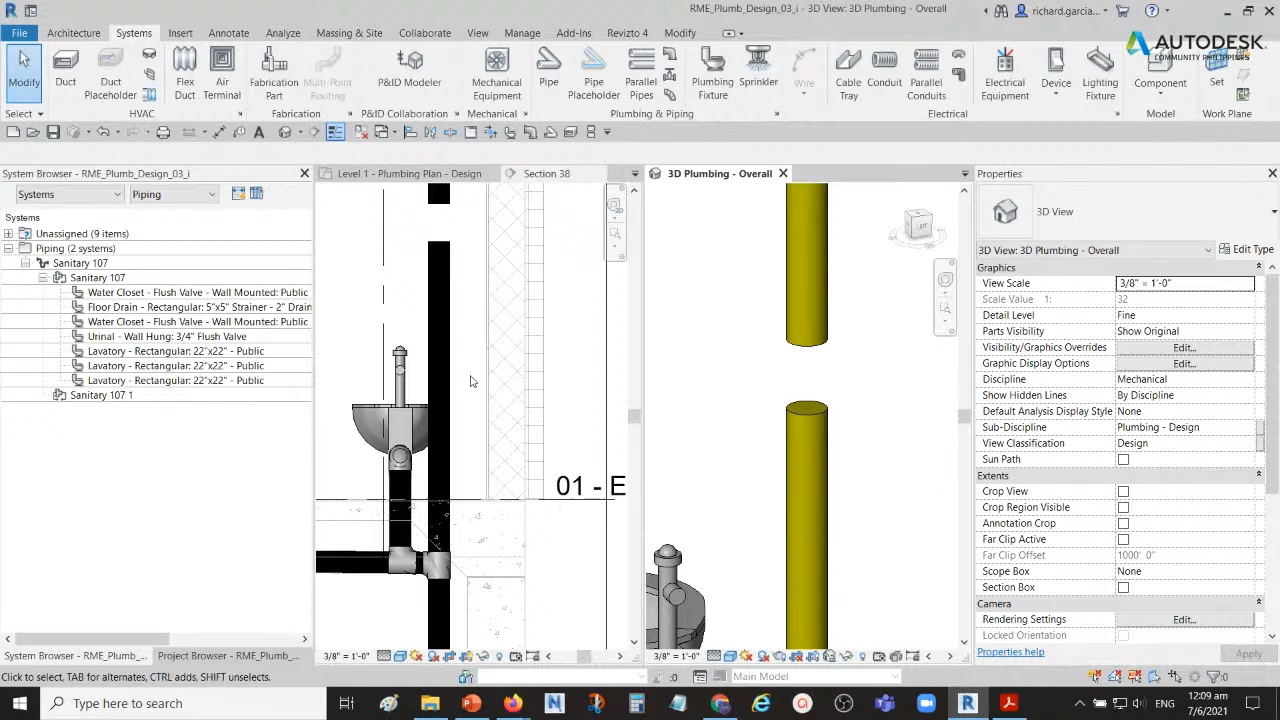 RME_Plumb_Design_03_i - 3D View: 3D Plumbing - Overall
richard.garcia...
File Architecture Systems Insert Annotate Analyze Massing & Site Collaborate View Manage Add-Ins Revizto 4 Modify
AUTODESK
COMMUNITY PHILIPPINES
Modify
Duct
Duct Placeholder
Flex Duct
Air Terminal
Fabrication Part
Multi-Point Routing
P&ID Modeler
Mechanical Equipment
Pipe
Pipe Placeholder
Parallel Pipes
Plumbing Fixture
Sprinkler
Wire
Cable Tray
Conduit
Parallel Conduits
Electrical Equipment
Device
Lighting Fixture
Component
Set
Select HVAC Fabrication P&ID Collaboration Mechanical Plumbing & Piping Electrical Model Work Plane
System Browser - RME_Plumb_Design_03_i
Systems Piping
Systems
Unassigned (9 items)
Piping (2 systems)
Sanitary 107
Sanitary 107
Water Closet - Flush Valve - Wall Mounted: Public
Floor Drain - Rectangular: 5"x5" Strainer - 2" Drain
Water Closet - Flush Valve - Wall Mounted: Public
Urinal - Wall Hung: 3/4" Flush Valve
Lavatory - Rectangular: 22"x22" - Public
Lavatory - Rectangular: 22"x22" - Public
Lavatory - Rectangular: 22"x22" - Public
Sanitary 107 1
System Browser - RME_Plumb_... Project Browser - RME_Plumb_...
Level 1 - Plumbing Plan - Design
Section 38
01 - E
3/8" = 1'-0"
3D Plumbing - Overall
3/8" = 1'-0"
Properties
3D View
3D View: 3D Plumbing - Overall Edit Type
Graphics
View Scale 3/8" = 1'-0"
Scale Value 1: 32
Detail Level Fine
Parts Visibility Show Original
Visibility/Graphics Overrides Edit...
Graphic Display Options Edit...
Discipline Mechanical
Show Hidden Lines By Discipline
Default Analysis Display Style None
Sub-Discipline Plumbing - Design
View Classification Design
Sun Path
Extents
Crop View
Crop Region Visible
Annotation Crop
Far Clip Active
Far Clip Offset 1000' 0"
Scope Box None
Section Box
Camera
Rendering Settings Edit...
Locked Orientation
Properties help Apply
Click to select, TAB for alternates, CTRL adds, SHIFT unselects.
:0
Main Model
:0
Type here to search
ENG
12:09 am
7/6/2021